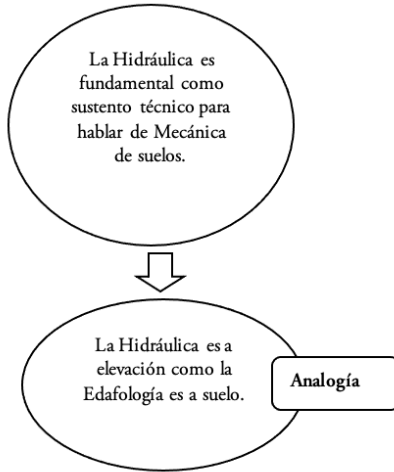 La Hidráulica es
fundamental como
sustento técnico para
hablar de Mecánica
de suelos.
La Hidráulica es a
elevación como la
Edafología es a suelo.
Analogía